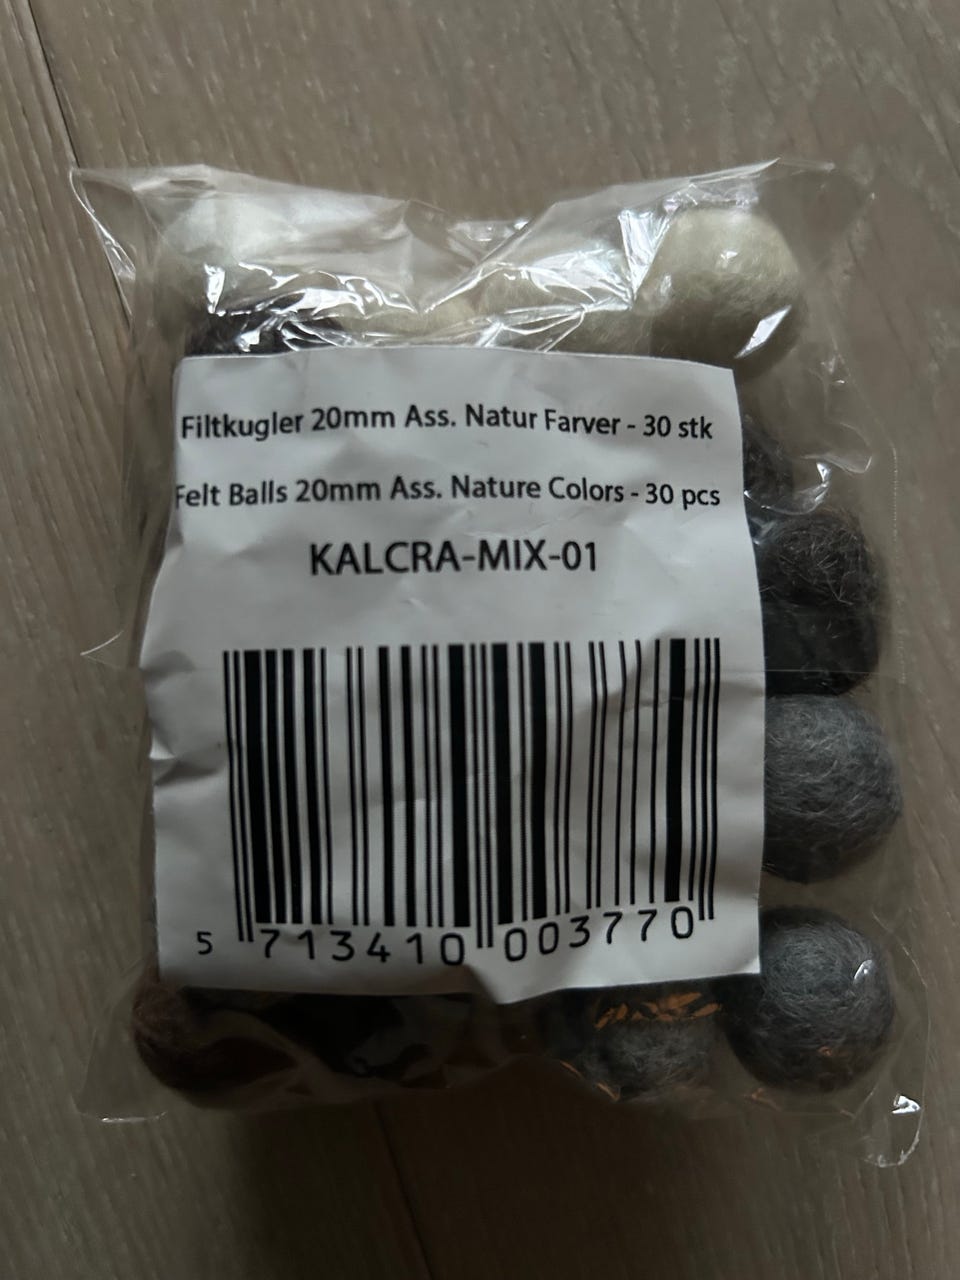 Filtkugler 20mm Ass. Natur Farver - 30 stk
Felt Balls 20mm Ass. Nature Colors - 30 pcs
KALCRA-MIX-01
5 713410 003770